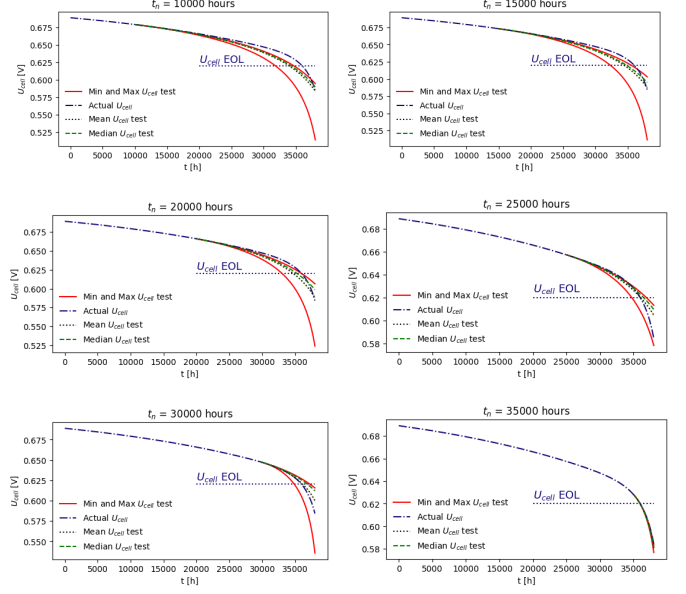 t_n = 10000 hours
t_n = 15000 hours
U_cell [V]
0.675
0.650
0.625
0.600
0.575
0.550
0.525
U_cell EOL
Min and Max U_cell test
Actual U_cell
Mean U_cell test
Median U_cell test
0 5000 10000 15000 20000 25000 30000 35000
t [h]
U_cell [V]
0.675
0.650
0.625
0.600
0.575
0.550
0.525
U_cell EOL
Min and Max U_cell test
Actual U_cell
Mean U_cell test
Median U_cell test
0 5000 10000 15000 20000 25000 30000 35000
t [h]
t_n = 20000 hours
U_cell [V]
0.675
0.650
0.625
0.600
0.575
0.550
0.525
U_cell EOL
Min and Max U_cell test
Actual U_cell
Mean U_cell test
Median U_cell test
0 5000 10000 15000 20000 25000 30000 35000
t [h]
t_n = 25000 hours
U_cell [V]
0.68
0.66
0.64
0.62
0.60
0.58
U_cell EOL
Min and Max U_cell test
Actual U_cell
Mean U_cell test
Median U_cell test
0 5000 10000 15000 20000 25000 30000 35000
t [h]
t_n = 30000 hours
U_cell [V]
0.675
0.650
0.625
0.600
0.575
0.550
U_cell EOL
Min and Max U_cell test
Actual U_cell
Mean U_cell test
Median U_cell test
0 5000 10000 15000 20000 25000 30000 35000
t [h]
t_n = 35000 hours
U_cell [V]
0.68
0.66
0.64
0.62
0.60
0.58
U_cell EOL
Min and Max U_cell test
Actual U_cell
Mean U_cell test
Median U_cell test
0 5000 10000 15000 20000 25000 30000 35000
t [h]